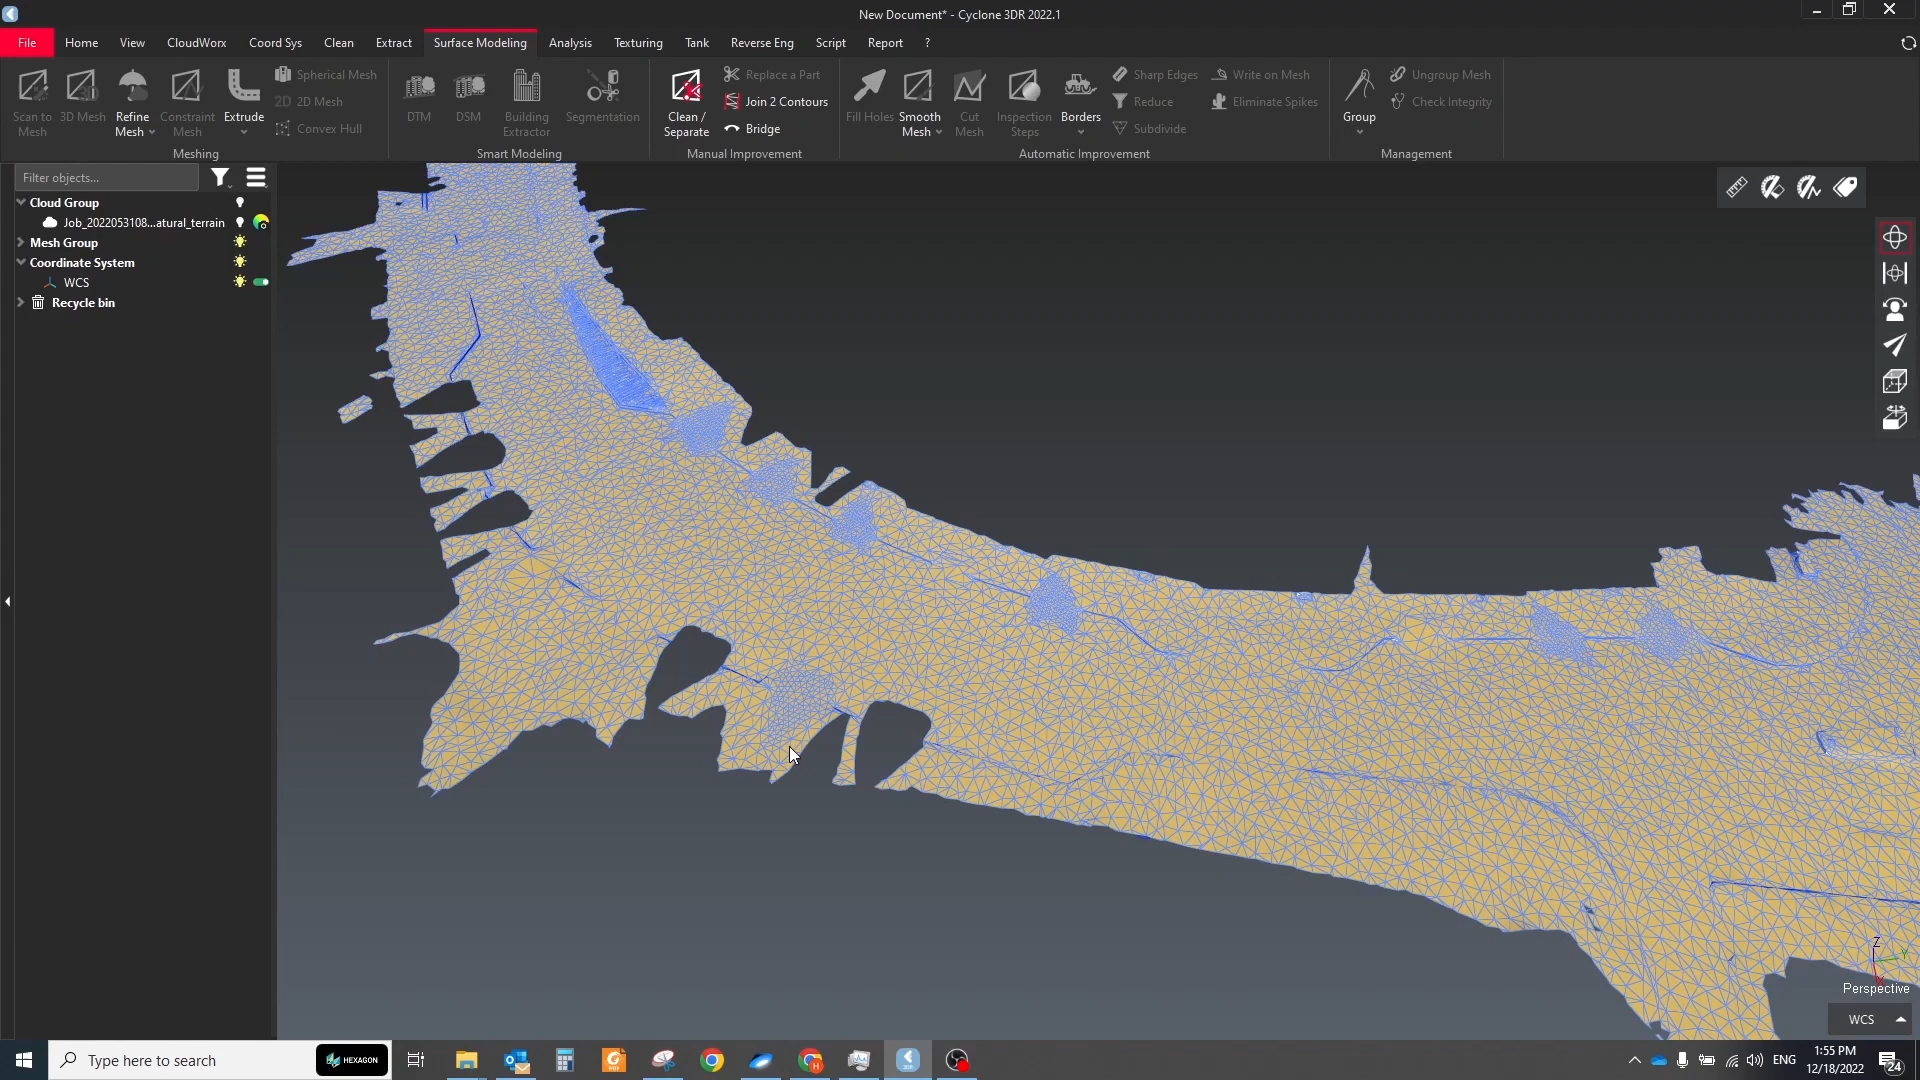 New Document* - Cyclone 3DR 2022.1
File Home View CloudWorx Coord Sys Clean Extract Surface Modeling Analysis Texturing Tank Reverse Eng Script Report ?
Scan to Mesh
3D Mesh
Refine Mesh
Constraint Mesh
Extrude
Spherical Mesh
2D 2D Mesh
Convex Hull
Meshing
DTM
DSM
Building Extractor
Segmentation
Smart Modeling
Clean / Separate
Replace a Part
Join 2 Contours
Bridge
Manual Improvement
Fill Holes
Smooth Mesh
Cut Mesh
Inspection Steps
Borders
Sharp Edges
Reduce
Subdivide
Write on Mesh
Eliminate Spikes
Automatic Improvement
Group
Ungroup Mesh
Check Integrity
Management
Filter objects...
Cloud Group
Job_2022053108...atural_terrain
Mesh Group
Coordinate System
WCS
Recycle bin
Z
Perspective
WCS
Type here to search
HEXAGON
ENG
1:55 PM
12/18/2022
24